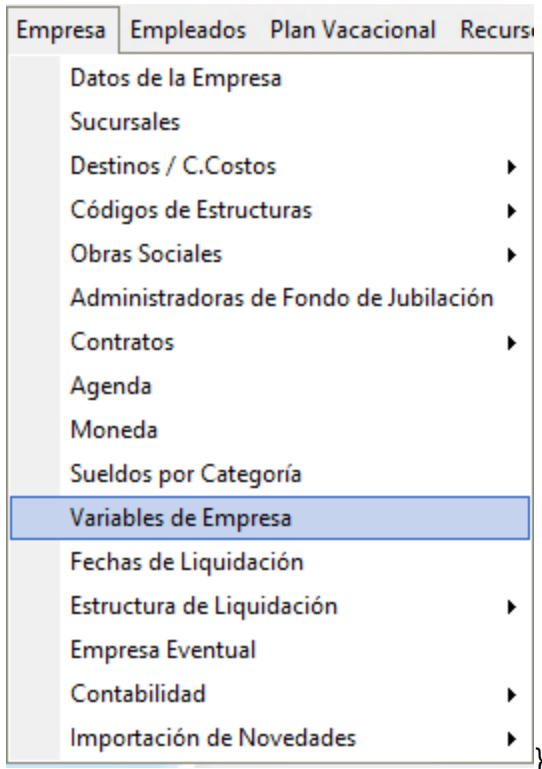 Empresa Empleados Plan Vacacional
Datos de la Empresa
Sucursales
Destinos / C.Costos
Códigos de Estructuras
Obras Sociales
Administradoras de Fondo de Jubilación
Contratos
Agenda
Moneda
Sueldos por Categoría
Variables de Empresa
Fechas de Liquidación
Estructura de Liquidación
Empresa Eventual
Contabilidad
Importación de Novedades
}